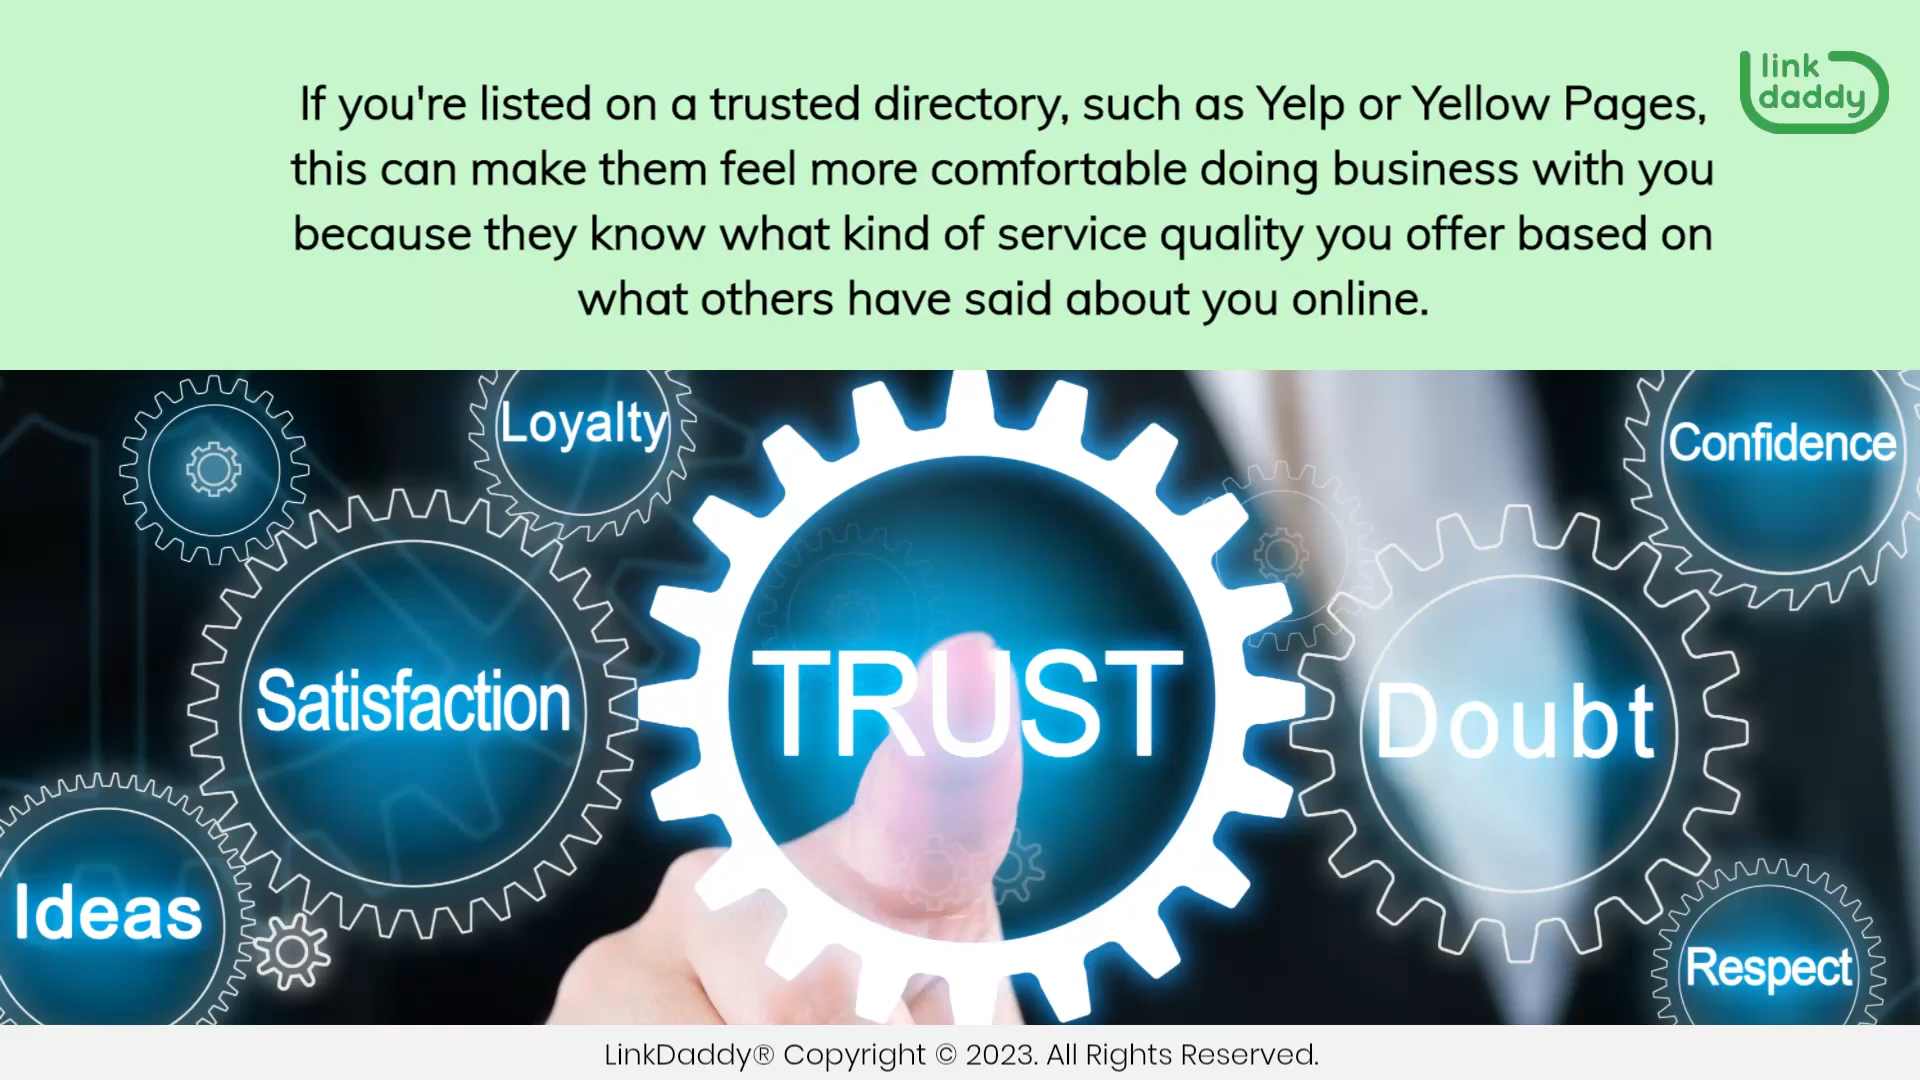 If you're listed on a trusted directory, such as Yelp or Yellow Pages,
this can make them feel more comfortable doing business with you
because they know what kind of service quality you offer based on
what others have said about you online.
link
daddy
Loyalty
Confidence
Satisfaction
TRUST
Doubt
Ideas
Respect
LinkDaddy® Copyright © 2023. All Rights Reserved.